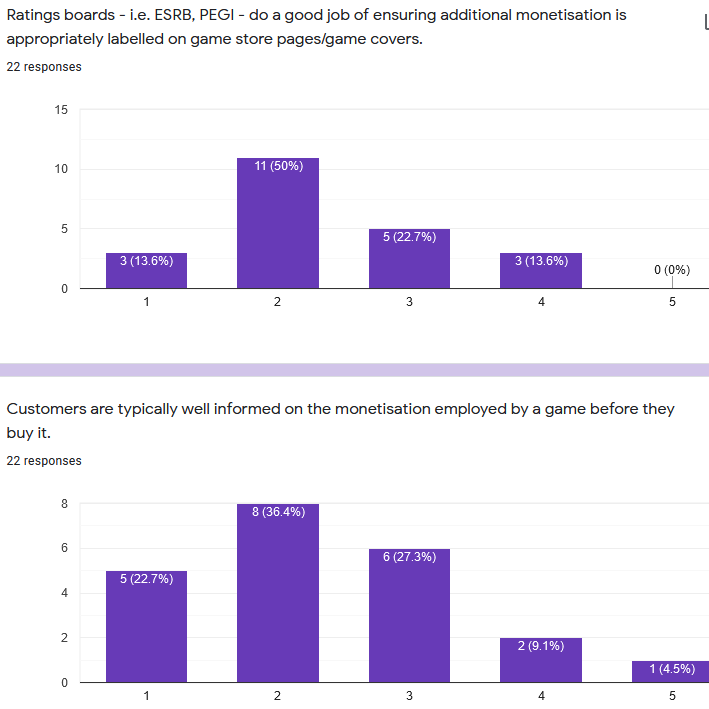 Ratings boards - i.e. ESRB, PEGI - do a good job of ensuring additional monetisation is
appropriately labelled on game store pages/game covers.
22 responses
15
10
5
0
3 (13.6%)
11 (50%)
5 (22.7%)
3 (13.6%)
0 (0%)
1 2 3 4 5
Customers are typically well informed on the monetisation employed by a game before they
buy it.
22 responses
8
6
4
2
0
5 (22.7%)
8 (36.4%)
6 (27.3%)
2 (9.1%)
1 (4.5%)
1 2 3 4 5